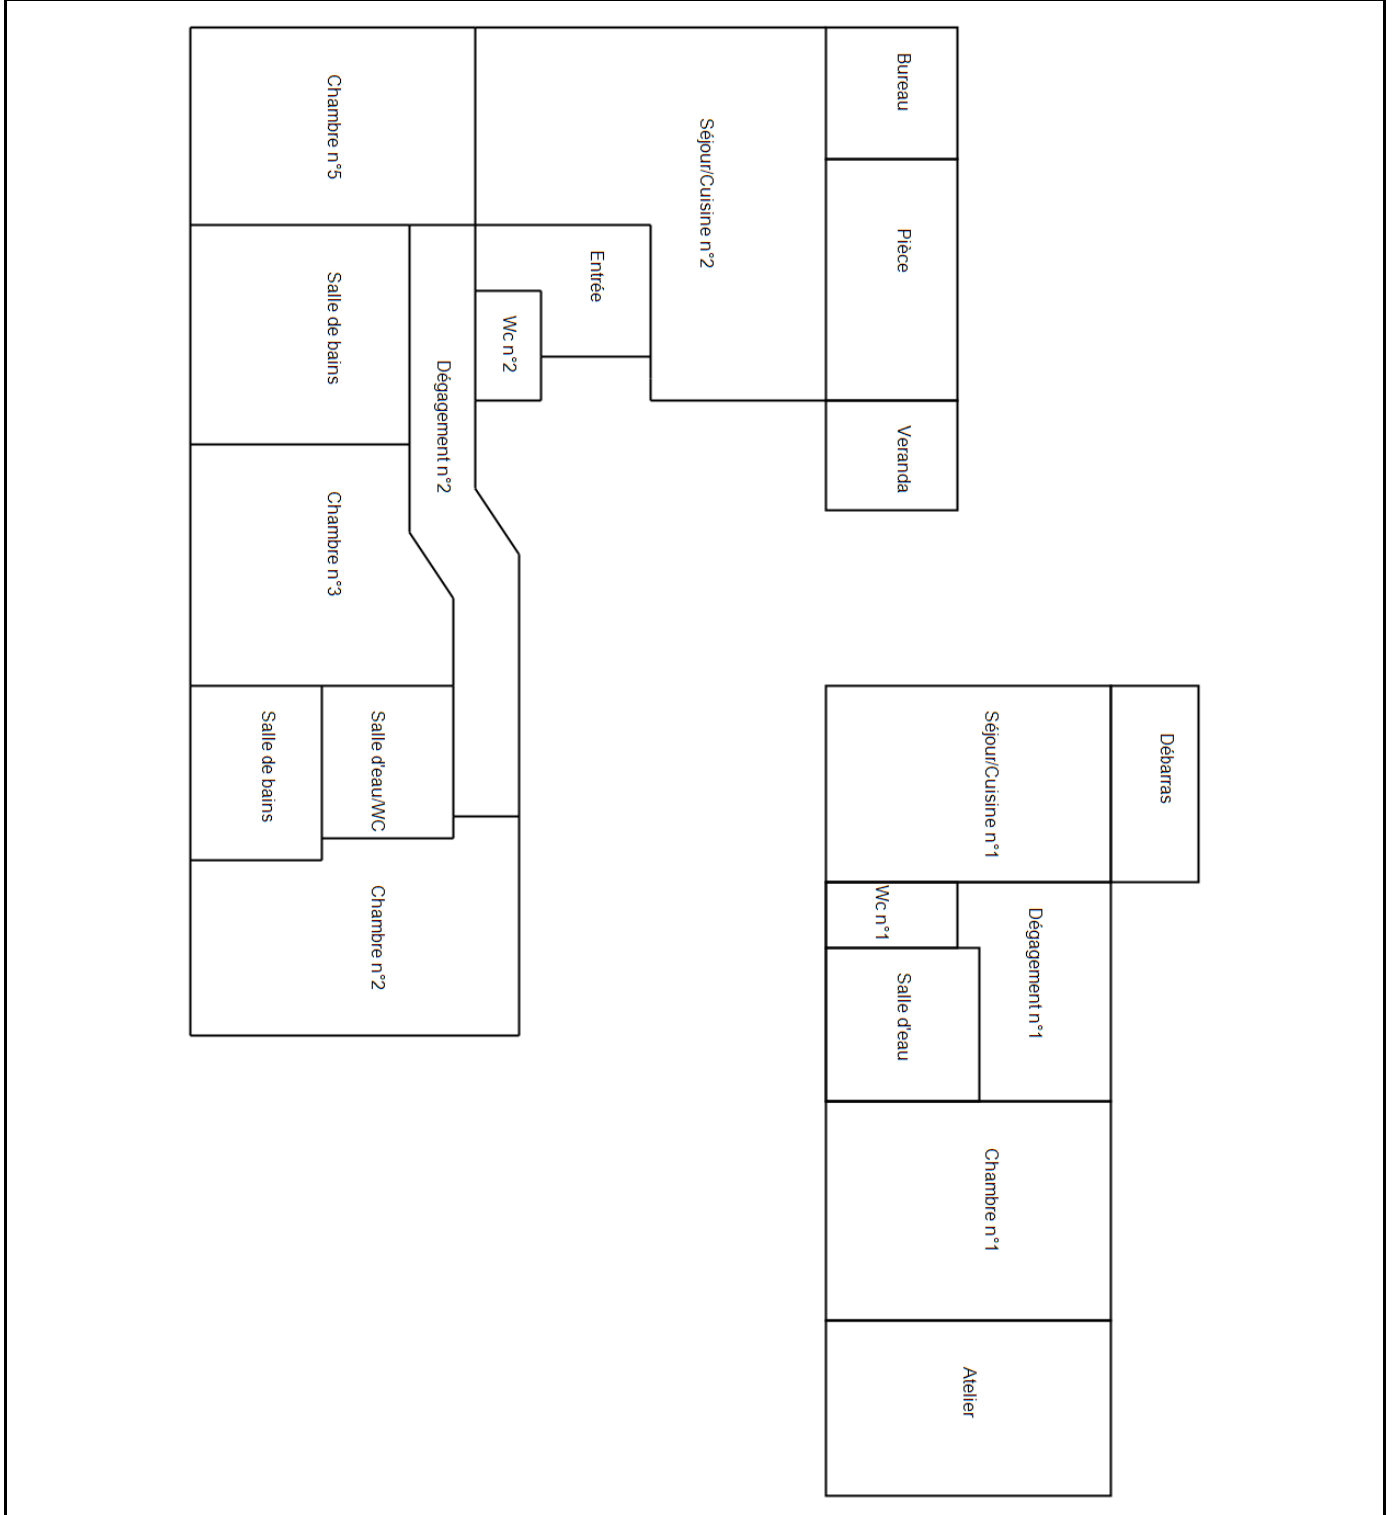 Bureau
Chambre n°5
Séjour/Cuisine n°2
Pièce
Entrée
Salle de bains
Wc n°2
Dégagement n°2
Veranda
Chambre n°3
Salle de bains
Salle d'eau/WC
Séjour/Cuisine n°1
Débarras
Chambre n°2
Wc n°1
Dégagement n°1
Salle d'eau
Chambre n°1
Atelier